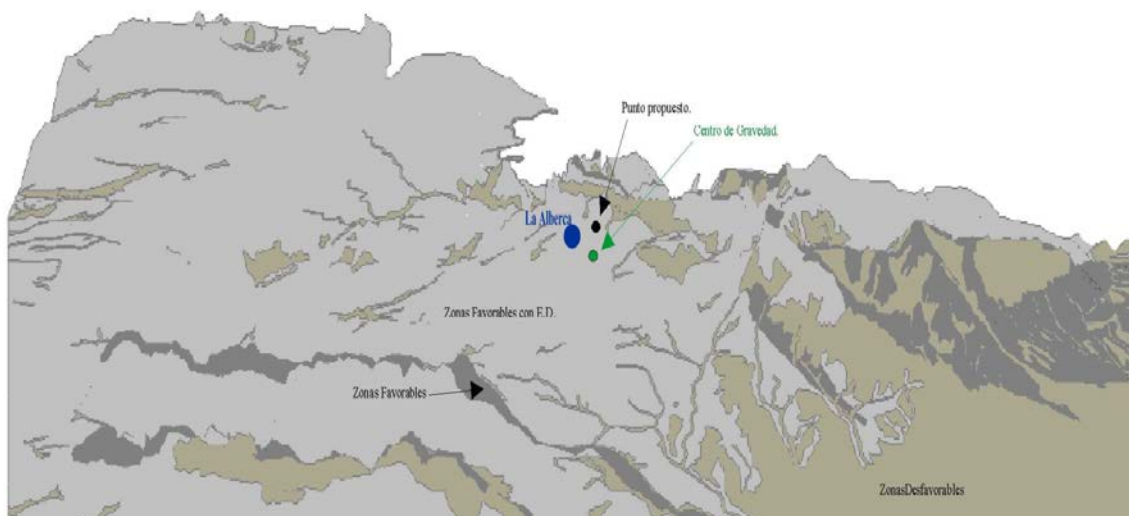 Punto propuesto.
Centro de Gravedad.
La Alberca
Zonas Favorables con E.D.
Zonas Favorables
ZonasDesfavorables